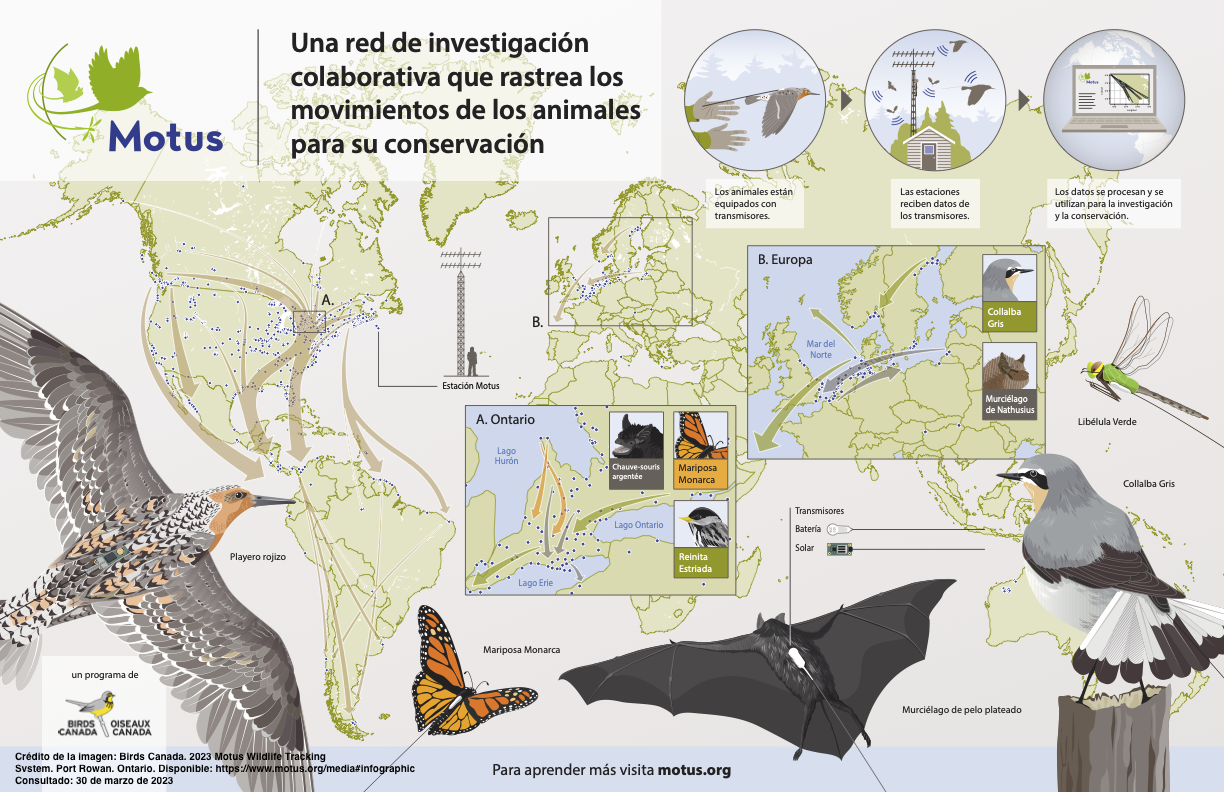 Motus
Una red de investigación
colaborativa que rastrea los
movimientos de los animales
para su conservación
Motus
Los animales están
equipados con
transmisores.
Las estaciones
reciben datos de
los transmisores.
Los datos se procesan y se
utilizan para la investigación
y la conservación.
A.
B.
Estación Motus
B. Europa
Mar del
Norte
Collalba
Gris
Murciélago
de Nathusius
Libélula Verde
A. Ontario
Lago
Hurón
Chauve-souris
argentée
Mariposa
Monarca
Lago Ontario
Reinita
Estriada
Lago Erie
Collalba Gris
Transmisores
Batería
Solar
Playero rojizo
Mariposa Monarca
Murciélago de pelo plateado
un programa de
BIRDS CANADA
OISEAUX CANADA
Crédito de la imagen: Birds Canada. 2023 Motus Wildlife Tracking
System. Port Rowan. Ontario. Disponible: https://www.motus.org/media#infographic
Consultado: 30 de marzo de 2023
Para aprender más visita motus.org